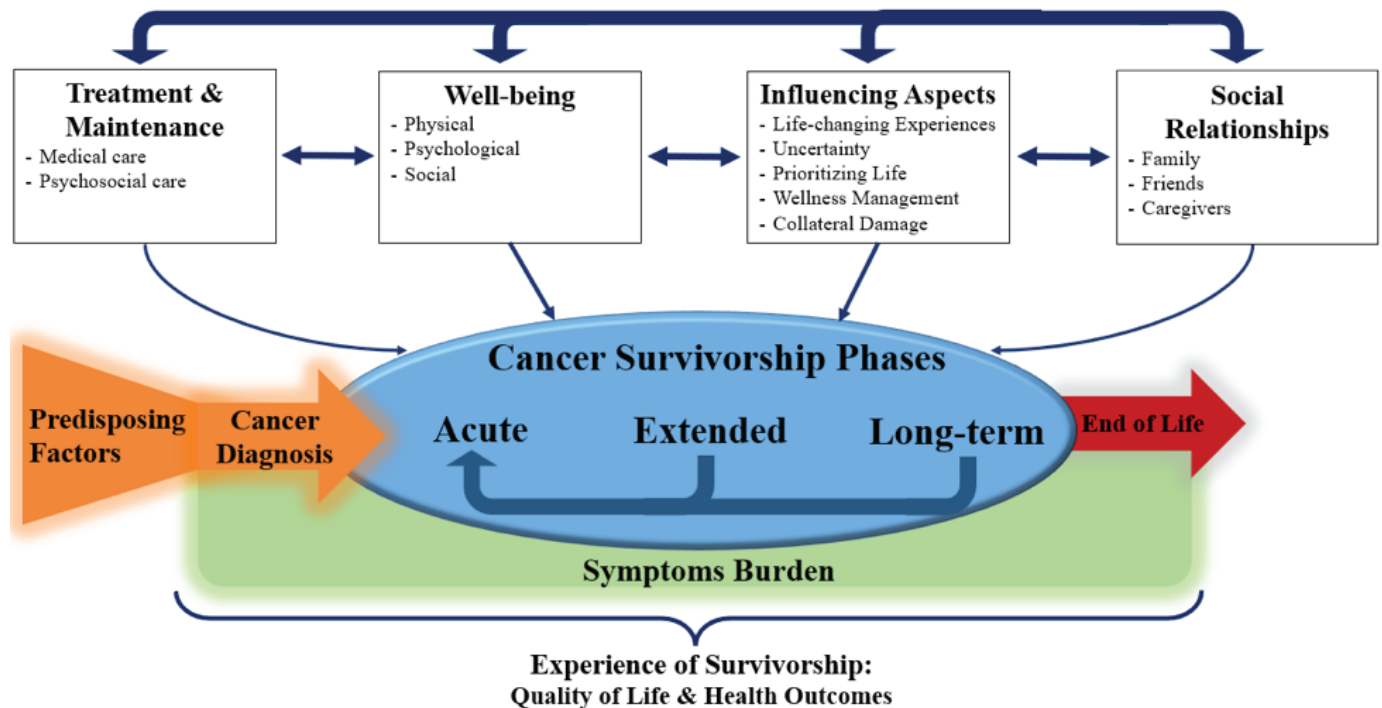 Treatment &
Maintenance
- Medical care
- Psychosocial care
Well-being
- Physical
- Psychological
- Social
Influencing Aspects
- Life-changing Experiences
- Uncertainty
- Prioritizing Life
- Wellness Management
- Collateral Damage
Social
Relationships
- Family
- Friends
- Caregivers
Cancer Survivorship Phases
Predisposing
Factors
Cancer
Diagnosis
Acute
Extended
Long-term
End of Life
Symptoms Burden
Experience of Survivorship:
Quality of Life & Health Outcomes